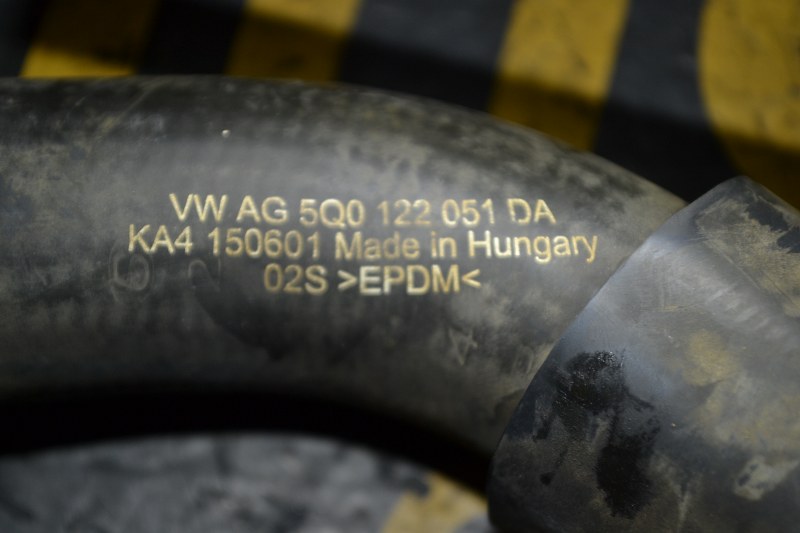 VW AG 5Q0 122 051 DA
KA4 150601 Made in Hungary
02S >EPDM<